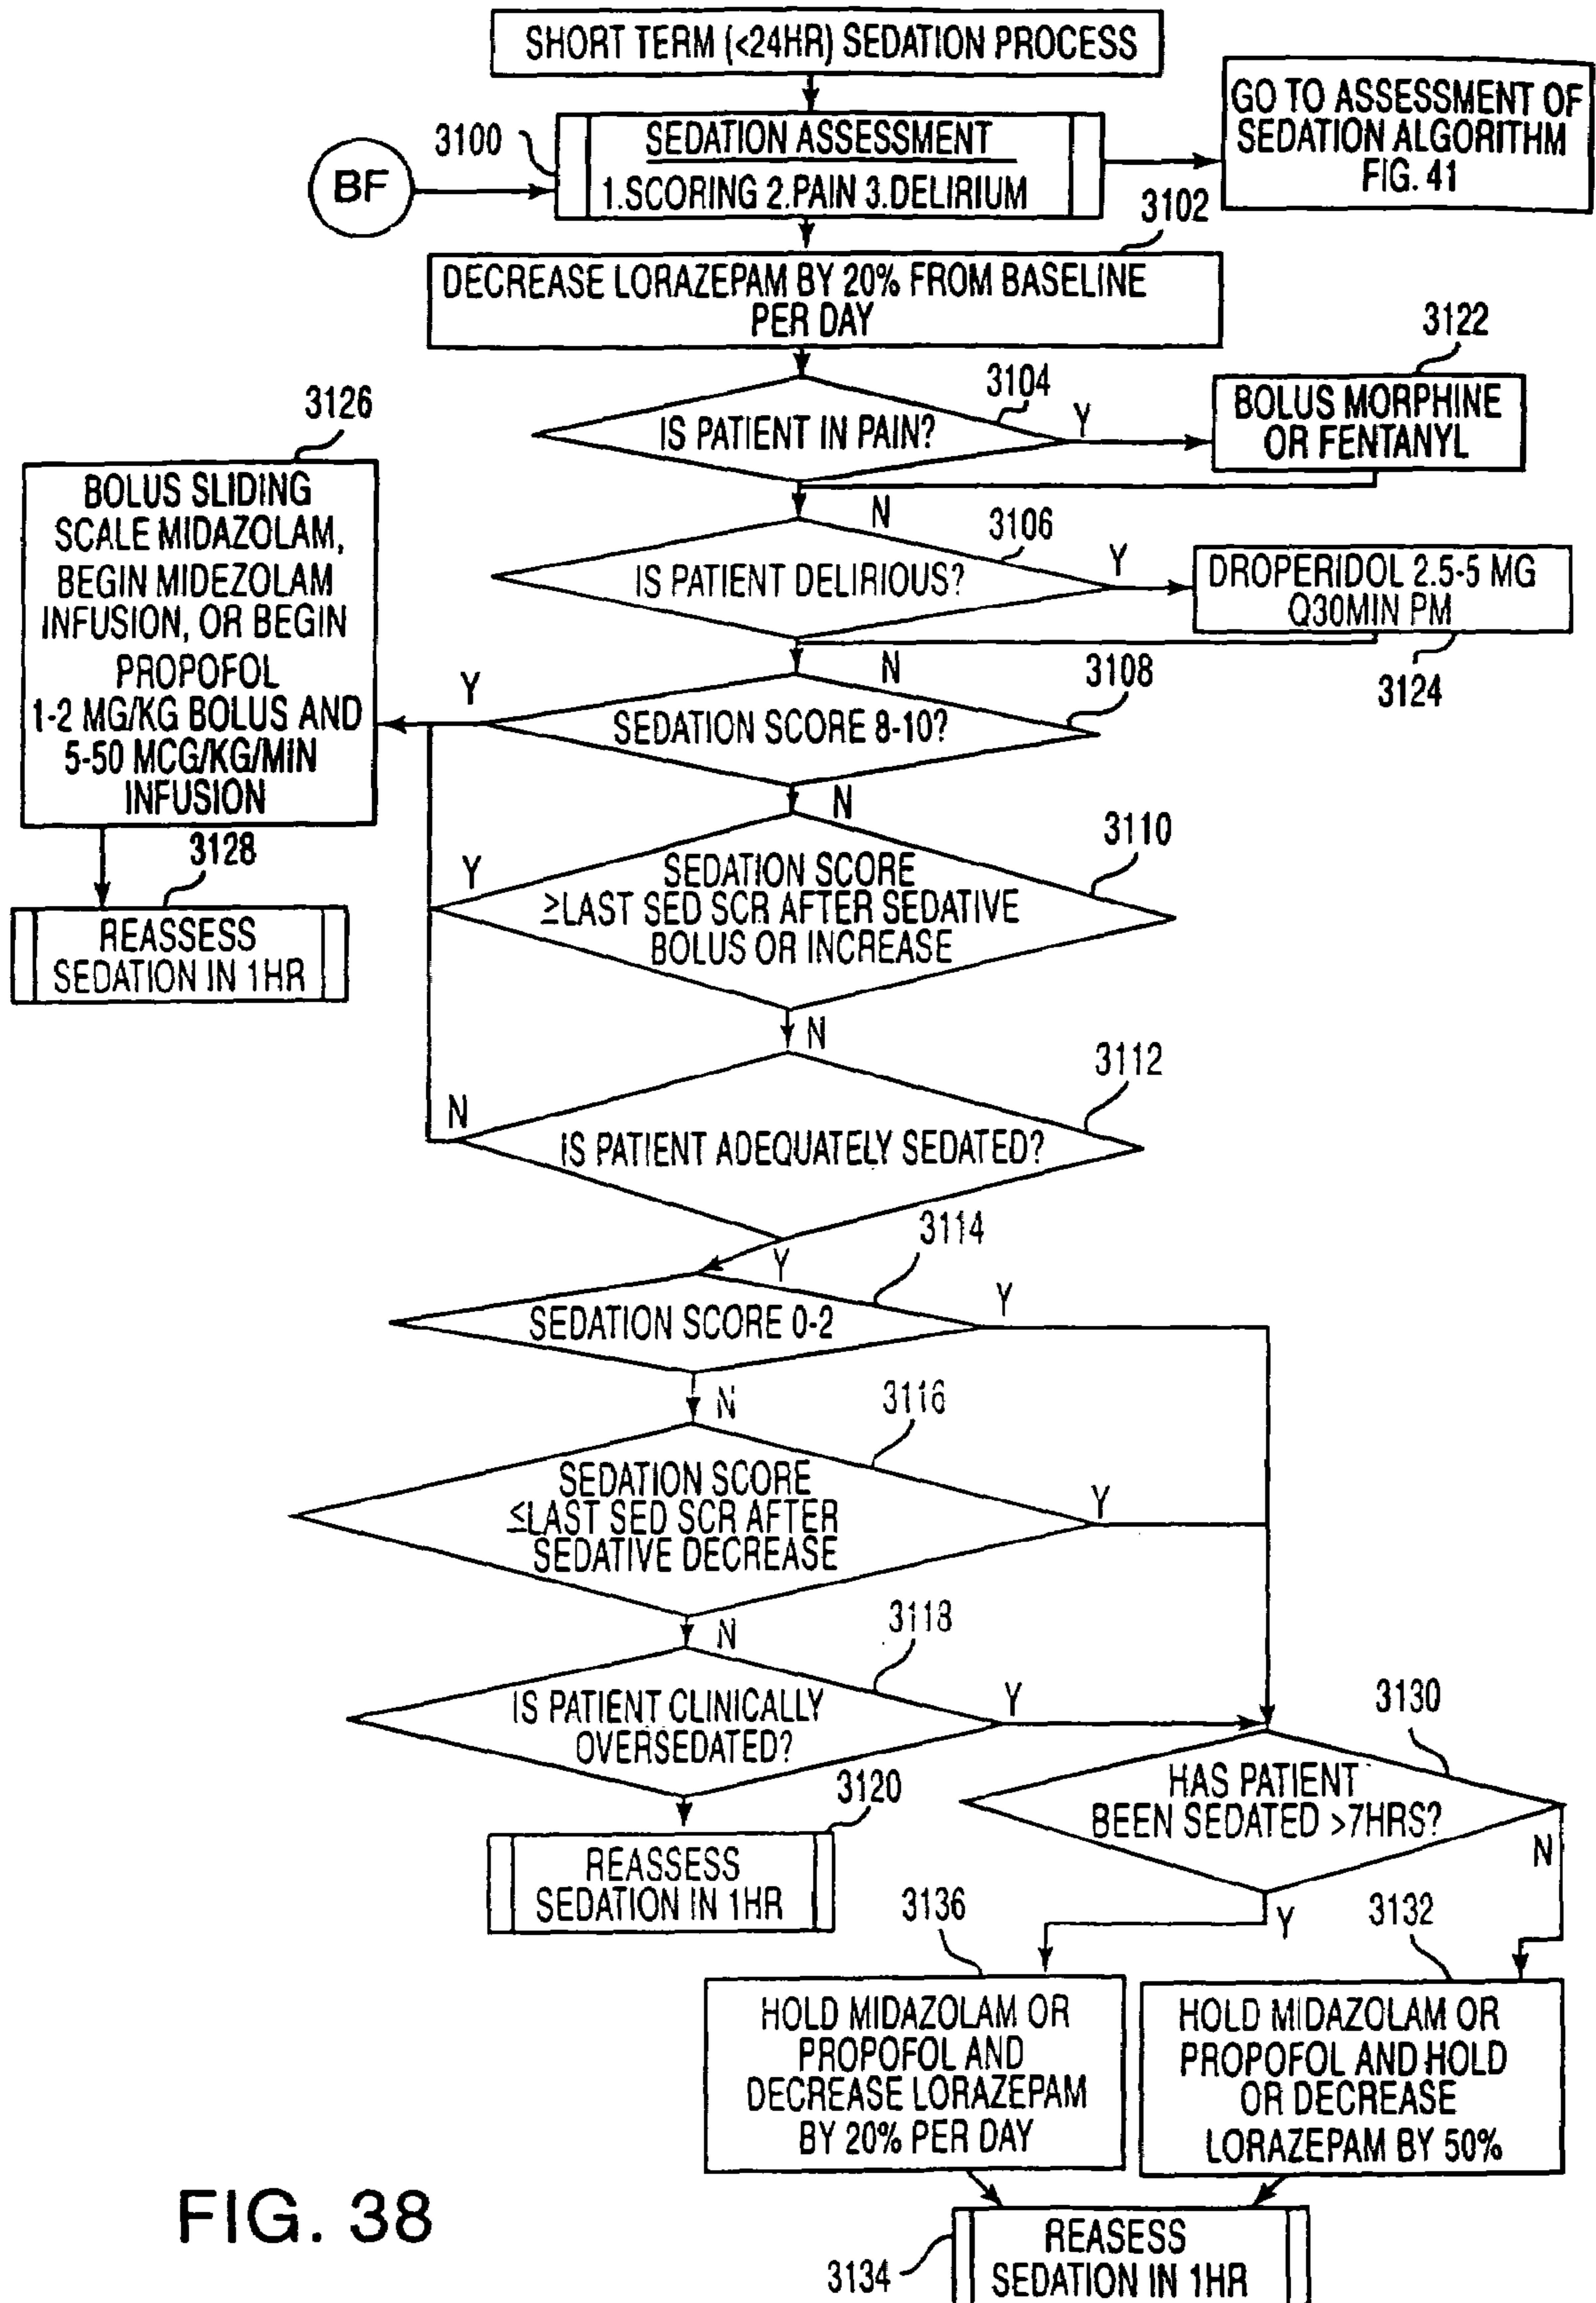 SHORT TERM (<24HR) SEDATION PROCESS
GO TO ASSESSMENT OF
SEDATION ALGORITHM
FIG. 41
3100
SEDATION ASSESSMENT
1.SCORING 2.PAIN 3.DELIRIUM
BF
3102
DECREASE LORAZEPAM BY 20% FROM BASELINE
PER DAY
3104
IS PATIENT IN PAIN?
Y
3122
BOLUS MORPHINE
OR FENTANYL
N
3126
BOLUS SLIDING
SCALE MIDAZOLAM,
BEGIN MIDEZOLAM
INFUSION, OR BEGIN
PROPOFOL
1-2 MG/KG BOLUS AND
5-50 MCG/KG/MIN
INFUSION
3106
IS PATIENT DELIRIOUS?
Y
DROPERIDOL 2.5-5 MG
Q30MIN PM
3124
N
3108
Y
SEDATION SCORE 8-10?
N
3128
REASSESS
SEDATION IN 1HR
3110
Y
SEDATION SCORE
≥LAST SED SCR AFTER SEDATIVE
BOLUS OR INCREASE
N
3112
N
IS PATIENT ADEQUATELY SEDATED?
Y
3114
SEDATION SCORE 0-2
Y
N
3116
SEDATION SCORE
≤LAST SED SCR AFTER
SEDATIVE DECREASE
Y
N
3118
IS PATIENT CLINICALLY
OVERSEDATED?
Y
3120
REASSESS
SEDATION IN 1HR
3130
HAS PATIENT
BEEN SEDATED >7HRS?
N
Y
3136
HOLD MIDAZOLAM OR
PROPOFOL AND
DECREASE LORAZEPAM
BY 20% PER DAY
3132
HOLD MIDAZOLAM OR
PROPOFOL AND HOLD
OR DECREASE
LORAZEPAM BY 50%
3134
REASESS
SEDATION IN 1HR
FIG. 38